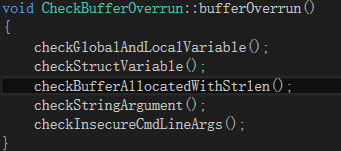 void CheckBufferOverrun::bufferOverrun()
{
checkGlobalAndLocalVariable();
checkStructVariable();
checkBufferAllocatedWithStrlen();
checkStringArgument();
checkInsecureCmdLineArgs();
}